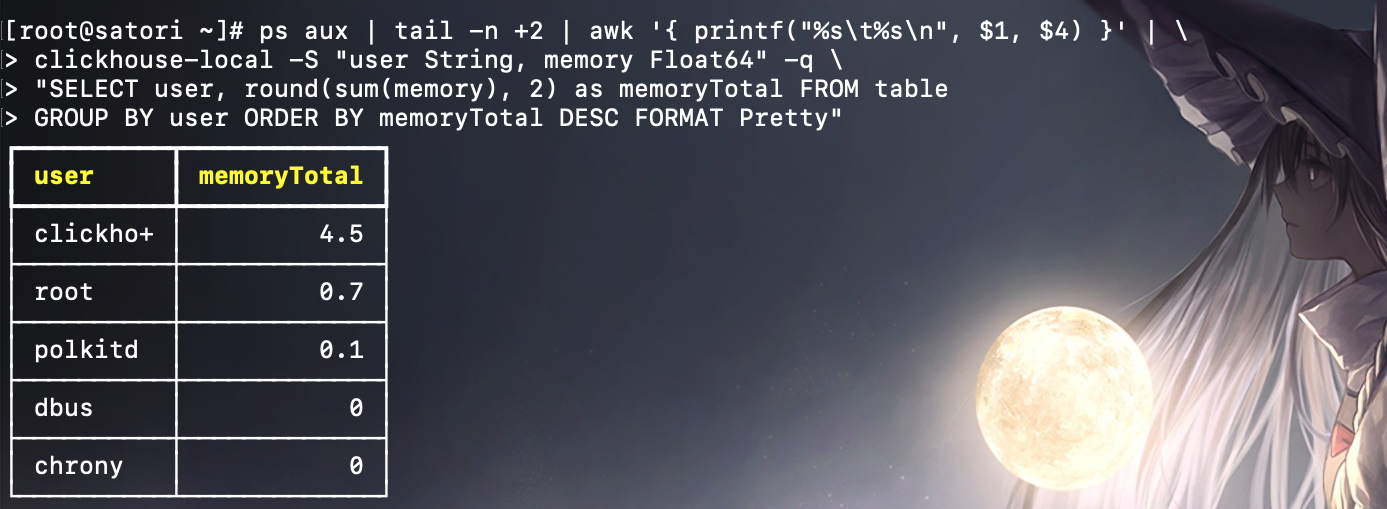 [root@satori ~]# ps aux | tail -n +2 | awk '{ printf("%s\t%s\n", $1, $4) }' | \
> clickhouse-local -S "user String, memory Float64" -q \
> "SELECT user, round(sum(memory), 2) as memoryTotal FROM table
> GROUP BY user ORDER BY memoryTotal DESC FORMAT Pretty"
user memoryTotal
clickho+ 4.5
root 0.7
polkitd 0.1
dbus 0
chrony 0